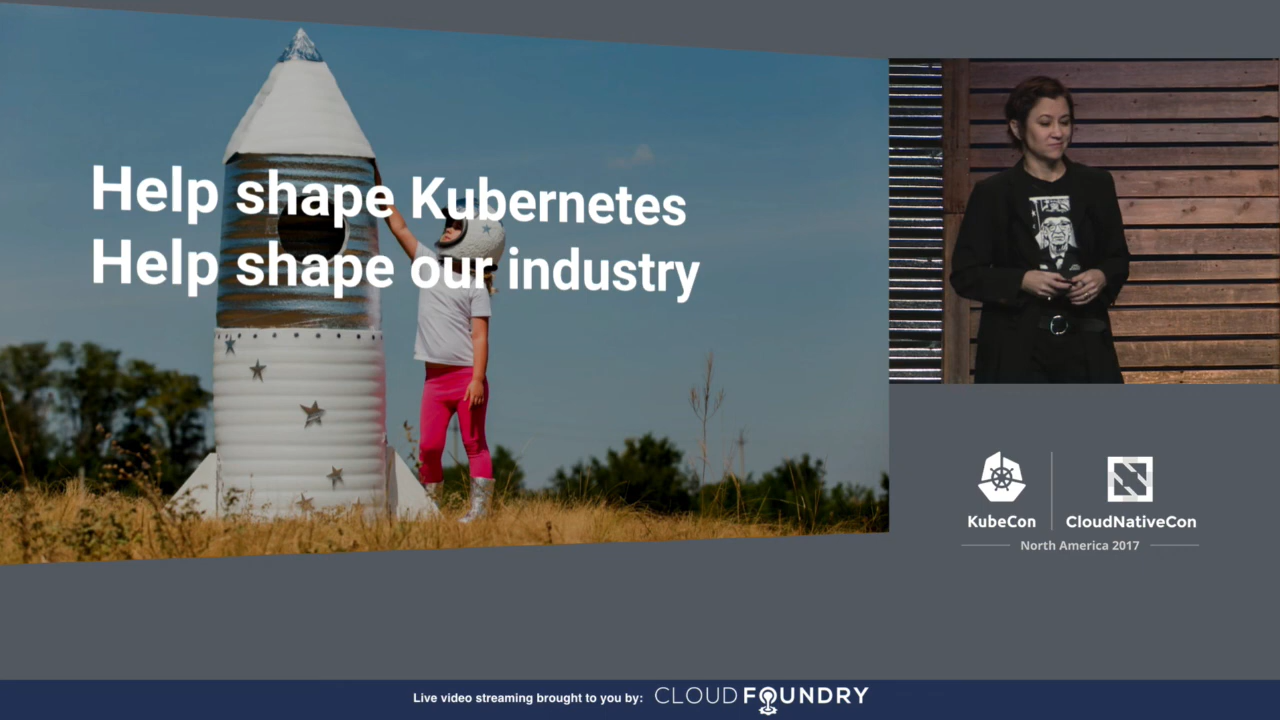 Help shape Kubernetes
Help shape our industry
KubeCon
CloudNativeCon
North America 2017
Live video streaming brought to you by: CLOUD FOUNDRY